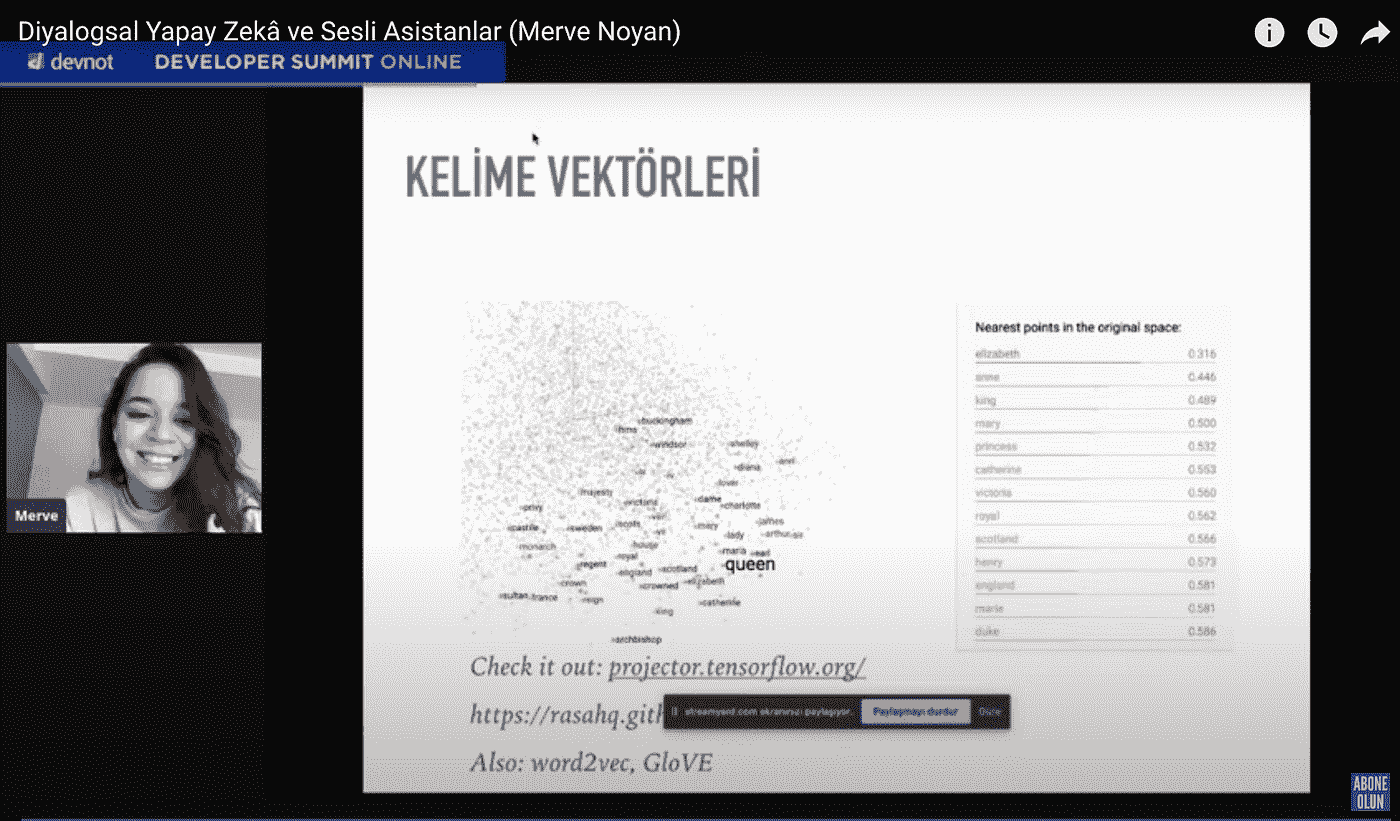 Diyalogsal Yapay Zekâ ve Sesli Asistanlar (Merve Noyan)
devnot DEVELOPER SUMMIT ONLINE
KELİME VEKTÖRLERİ
buckingham
windsor
shelley
diana
lover
majesty
victoria
dame
charlotte
privy
castile
sweden
scots
mary
james
lady
arthur
sir
monarch
house
maria
earl
royal
queen
regent
england
scotland
crown
crowned
elizabeth
sultan
france
reign
catherine
king
archbishop
Nearest points in the original space:
elizabeth 0.316
anne 0.446
king 0.489
mary 0.500
princess 0.532
catherine 0.553
victoria 0.560
royal 0.562
scotland 0.566
henry 0.573
england 0.581
marie 0.581
duke 0.586
Merve
Check it out: projector.tensorflow.org/
https://rasahq.gith
streamyard.com ekranınızı paylaşıyor. Paylaşmayı durdur Gizle
Also: word2vec, GloVE
ABONE
OLUN